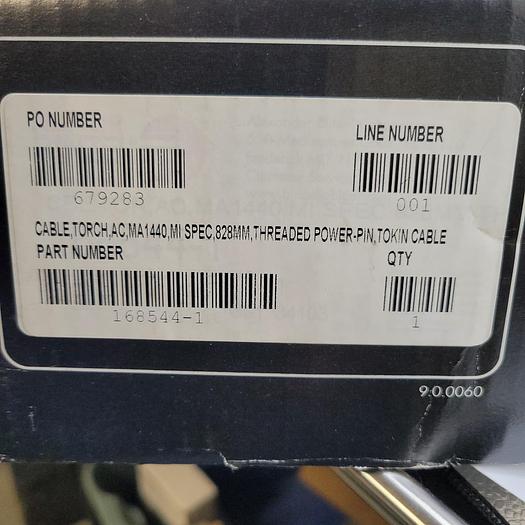 PO NUMBER
LINE NUMBER
679283
001
CABLE,TORCH,AC,MA1440,MI SPEC,828MM,THREADED POWER-PIN,TOKIN CABLE
PART NUMBER
QTY
168544-1
1
9.0.0060